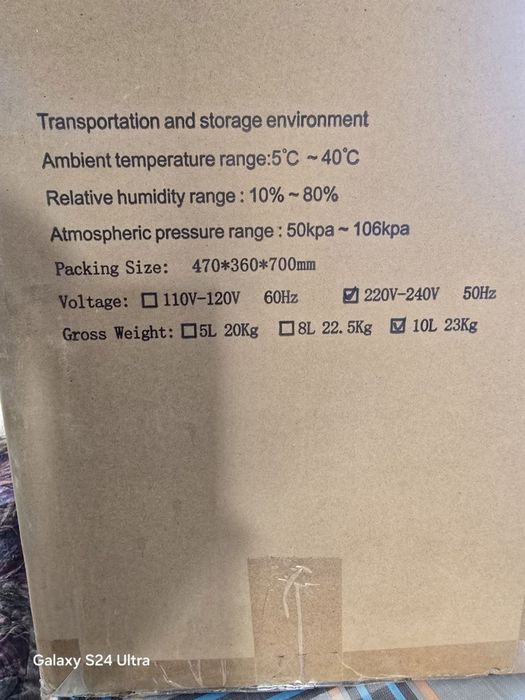 Transportation and storage environment
Ambient temperature range:5℃ ~ 40℃
Relative humidity range : 10% ~ 80%
Atmospheric pressure range : 50kpa ~ 106kpa
Packing Size: 470*360*700mm
Voltage: ☐ 110V-120V 60Hz ☑ 220V-240V 50Hz
Gross Weight: ☐ 5L 20Kg ☐ 8L 22.5Kg ☑ 10L 23Kg
Galaxy S24 Ultra